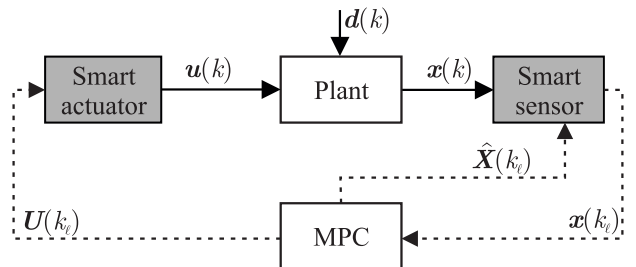 d(k)
Smart
actuator
u(k)
Plant
x(k)
Smart
sensor
X̂(kℓ)
U(kℓ)
MPC
x(kℓ)